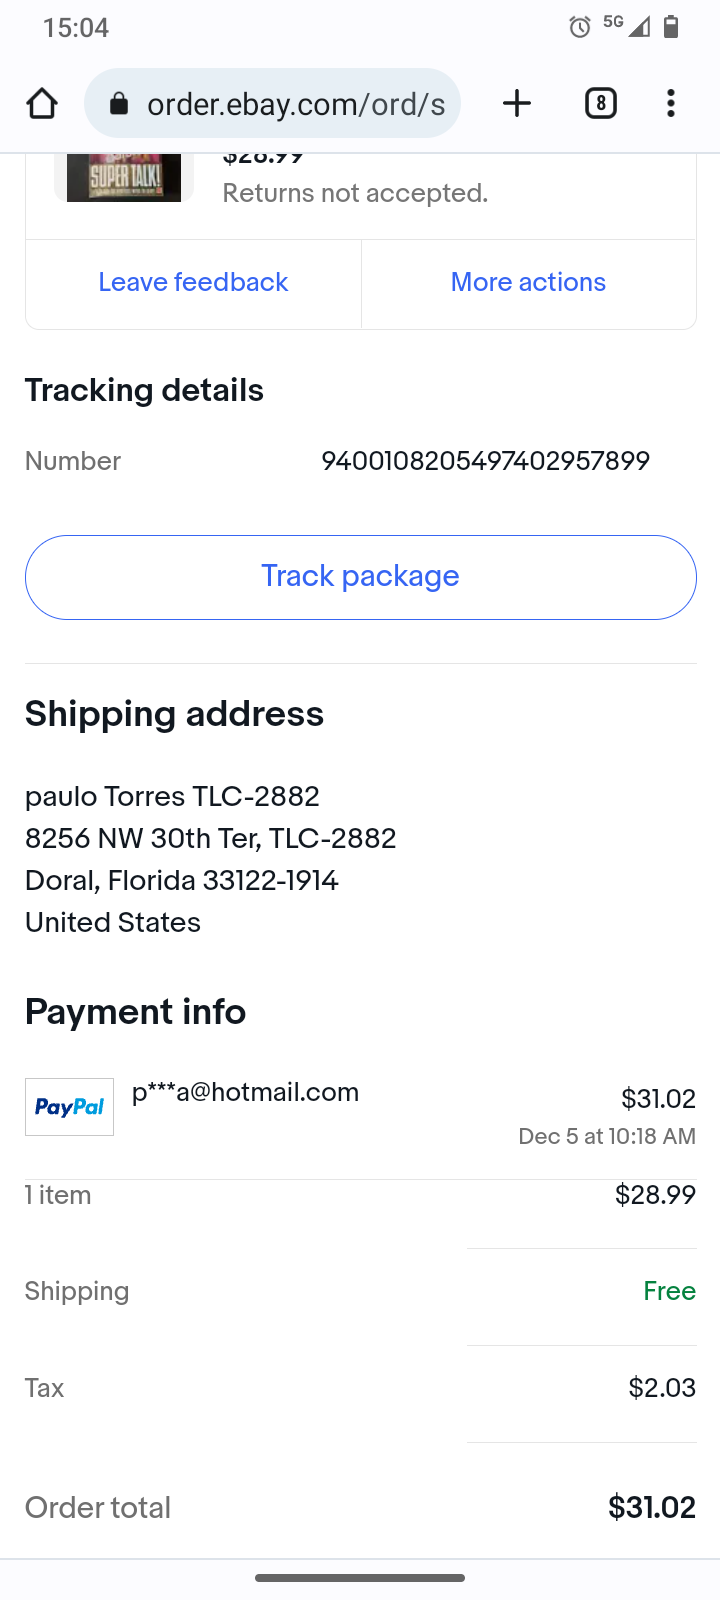 15:04
5G
order.ebay.com/ord/s
8
SUPER TALK!
$28.99
Returns not accepted.
Leave feedback
More actions
Tracking details
Number
9400108205497402957899
Track package
Shipping address
paulo Torres TLC-2882
8256 NW 30th Ter, TLC-2882
Doral, Florida 33122-1914
United States
Payment info
PayPal
p***a@hotmail.com
$31.02
Dec 5 at 10:18 AM
1 item
$28.99
Shipping
Free
Tax
$2.03
Order total
$31.02